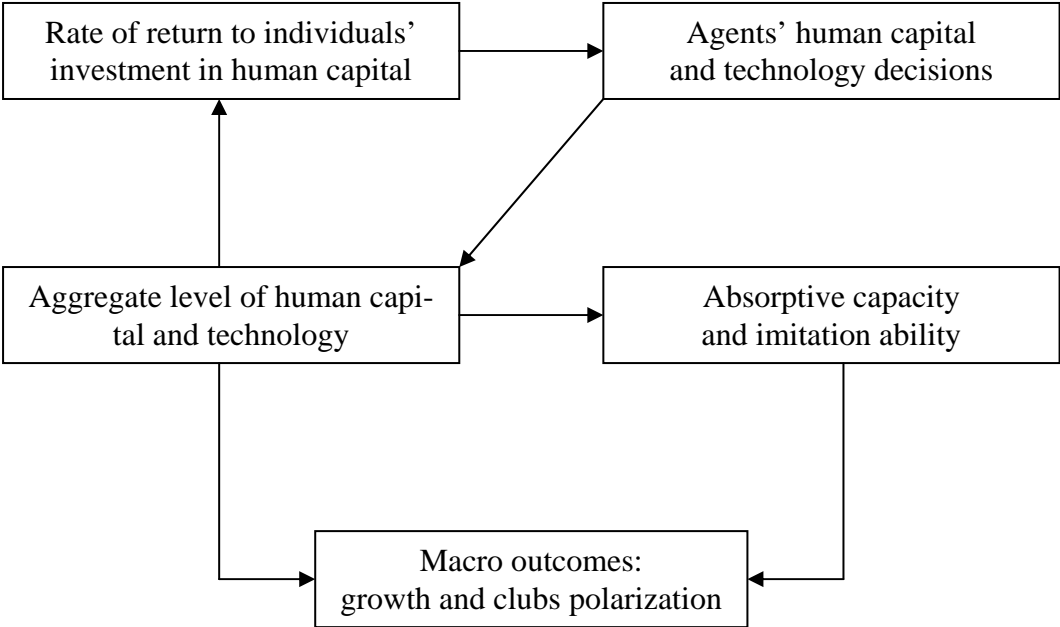 Rate of return to individuals’
investment in human capital
Agents’ human capital
and technology decisions
Aggregate level of human capi-
tal and technology
Absorptive capacity
and imitation ability
Macro outcomes:
growth and clubs polarization